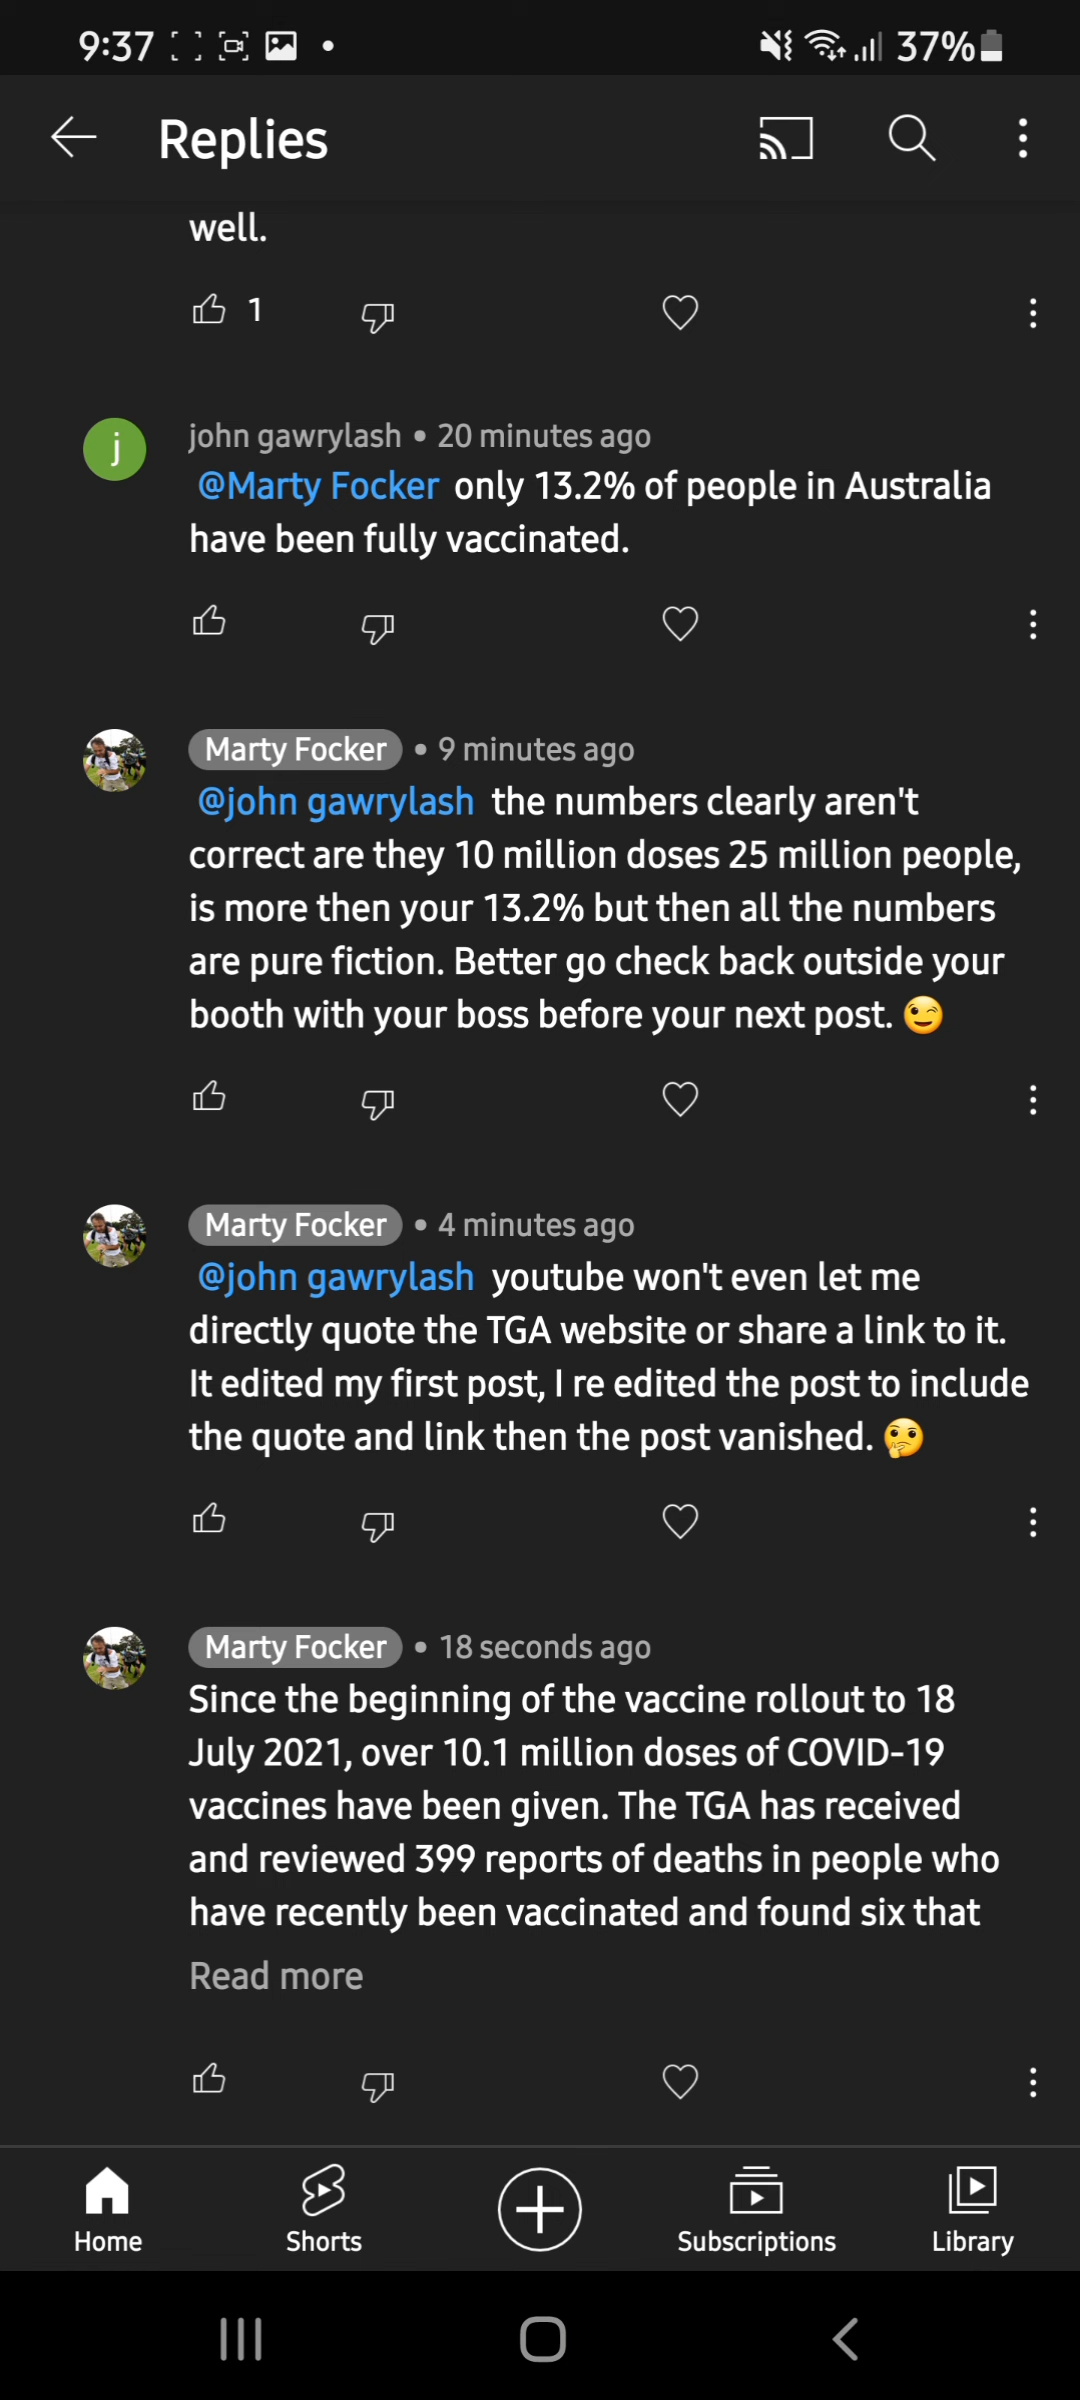 9:37
37%
Replies
well.
1
j
john gawrylash • 20 minutes ago
@Marty Focker only 13.2% of people in Australia
have been fully vaccinated.
Marty Focker • 9 minutes ago
@john gawrylash the numbers clearly aren't
correct are they 10 million doses 25 million people,
is more then your 13.2% but then all the numbers
are pure fiction. Better go check back outside your
booth with your boss before your next post. 😉
Marty Focker • 4 minutes ago
@john gawrylash youtube won't even let me
directly quote the TGA website or share a link to it.
It edited my first post, I re edited the post to include
the quote and link then the post vanished. 🤔
Marty Focker • 18 seconds ago
Since the beginning of the vaccine rollout to 18
July 2021, over 10.1 million doses of COVID-19
vaccines have been given. The TGA has received
and reviewed 399 reports of deaths in people who
have recently been vaccinated and found six that
Read more
Home
Shorts
Subscriptions
Library